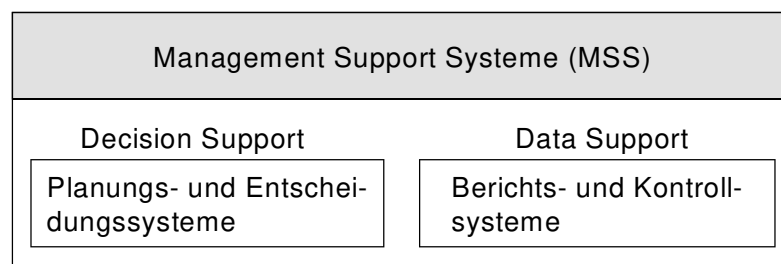 Management Support Systeme (MSS)
Decision Support
Planungs- und Entschei-
dungssysteme
Data Support
Berichts- und Kontroll-
systeme